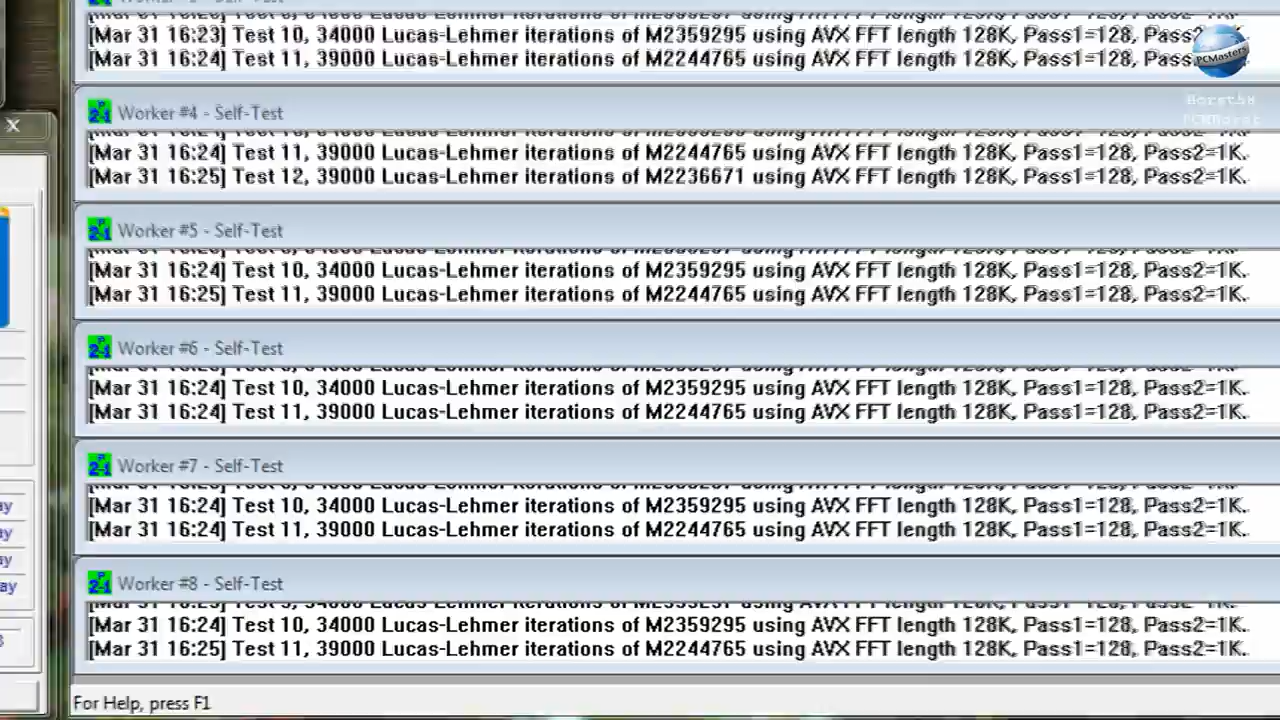 [Mar 31 16:23] Test 10, 34000 Lucas-Lehmer iterations of M2359295 using AVX FFT length 128K, Pass1=128, Pass2
PCMasters
[Mar 31 16:24] Test 11, 39000 Lucas-Lehmer iterations of M2244765 using AVX FFT length 128K, Pass1=128, Pass
Worker #4 - Self-Test
[Mar 31 16:24] Test 11, 39000 Lucas-Lehmer iterations of M2244765 using AVX FFT length 128K, Pass1=128, Pass2=1K.
[Mar 31 16:25] Test 12, 39000 Lucas-Lehmer iterations of M2236671 using AVX FFT length 128K, Pass1=128, Pass2=1K.
Worker #5 - Self-Test
[Mar 31 16:24] Test 10, 34000 Lucas-Lehmer iterations of M2359295 using AVX FFT length 128K, Pass1=128, Pass2=1K.
[Mar 31 16:25] Test 11, 39000 Lucas-Lehmer iterations of M2244765 using AVX FFT length 128K, Pass1=128, Pass2=1K.
Worker #6 - Self-Test
[Mar 31 16:24] Test 10, 34000 Lucas-Lehmer iterations of M2359295 using AVX FFT length 128K, Pass1=128, Pass2=1K.
[Mar 31 16:24] Test 11, 39000 Lucas-Lehmer iterations of M2244765 using AVX FFT length 128K, Pass1=128, Pass2=1K.
Worker #7 - Self-Test
[Mar 31 16:24] Test 10, 34000 Lucas-Lehmer iterations of M2359295 using AVX FFT length 128K, Pass1=128, Pass2=1K.
[Mar 31 16:24] Test 11, 39000 Lucas-Lehmer iterations of M2244765 using AVX FFT length 128K, Pass1=128, Pass2=1K.
Worker #8 - Self-Test
[Mar 31 16:24] Test 10, 34000 Lucas-Lehmer iterations of M2359295 using AVX FFT length 128K, Pass1=128, Pass2=1K.
[Mar 31 16:25] Test 11, 39000 Lucas-Lehmer iterations of M2244765 using AVX FFT length 128K, Pass1=128, Pass2=1K.
For Help, press F1